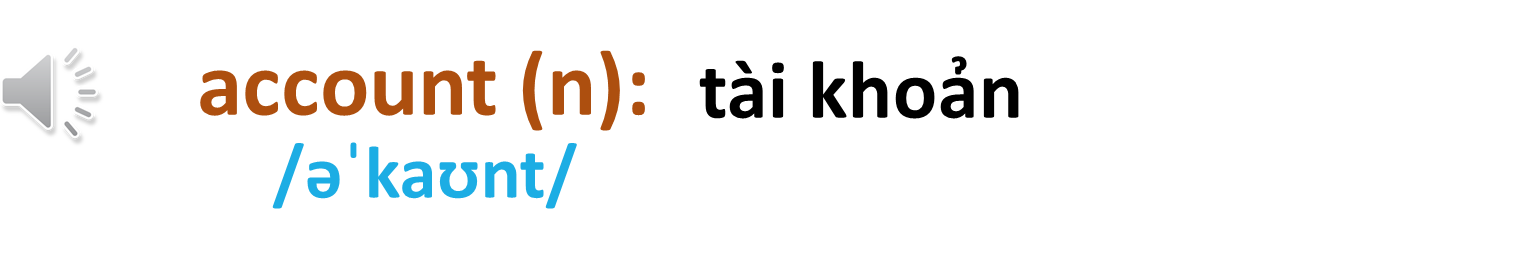 account (n): tài khoản
/əˈkaʊnt/